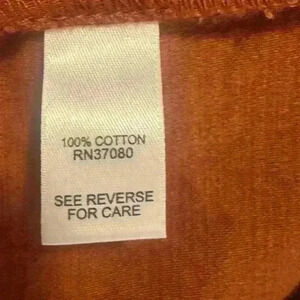 100% COTTON
RN37080
SEE REVERSE
FOR CARE